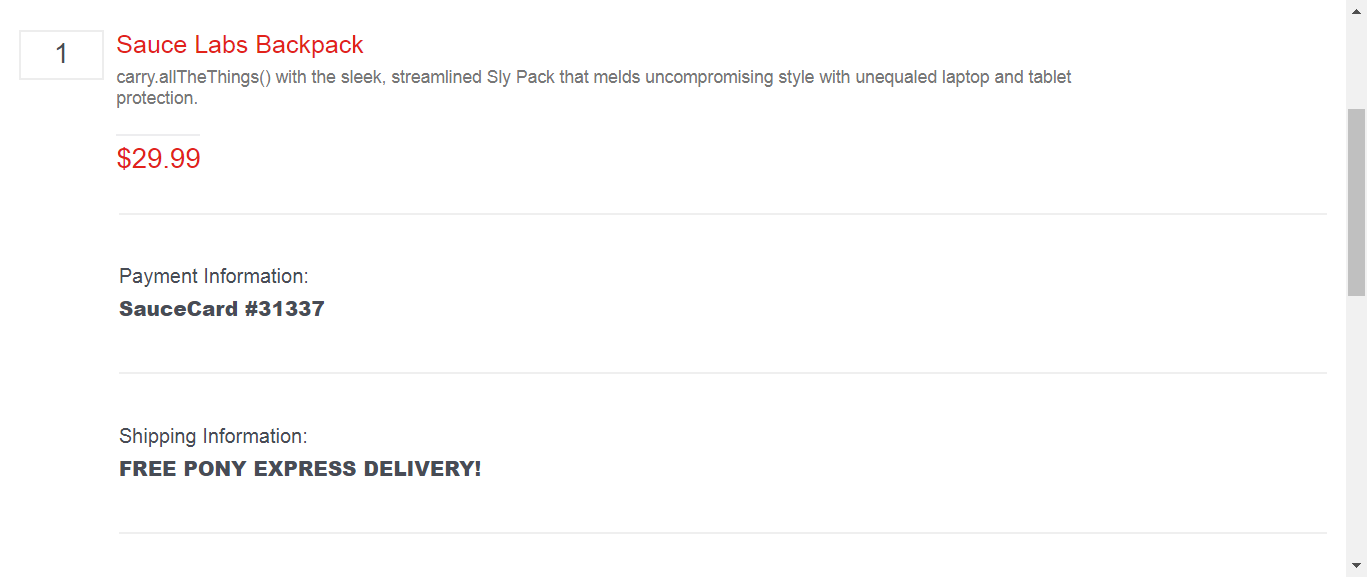 1
Sauce Labs Backpack
carry.allTheThings() with the sleek, streamlined Sly Pack that melds uncompromising style with unequaled laptop and tablet
protection.
$29.99
Payment Information:
SauceCard #31337
Shipping Information:
FREE PONY EXPRESS DELIVERY!